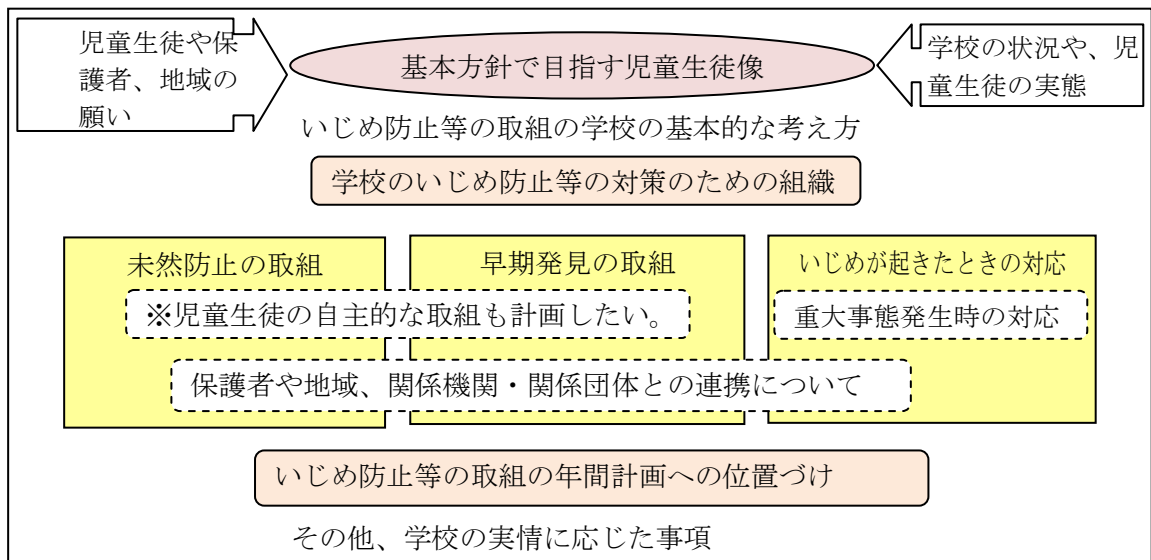 児童生徒や保
護者、地域の
願い
基本方針で目指す児童生徒像
学校の状況や、児
童生徒の実態
いじめ防止等の取組の学校の基本的な考え方
学校のいじめ防止等の対策のための組織
未然防止の取組
早期発見の取組
いじめが起きたときの対応
※児童生徒の自主的な取組も計画したい。
重大事態発生時の対応
保護者や地域、関係機関・関係団体との連携について
いじめ防止等の取組の年間計画への位置づけ
その他、学校の実情に応じた事項